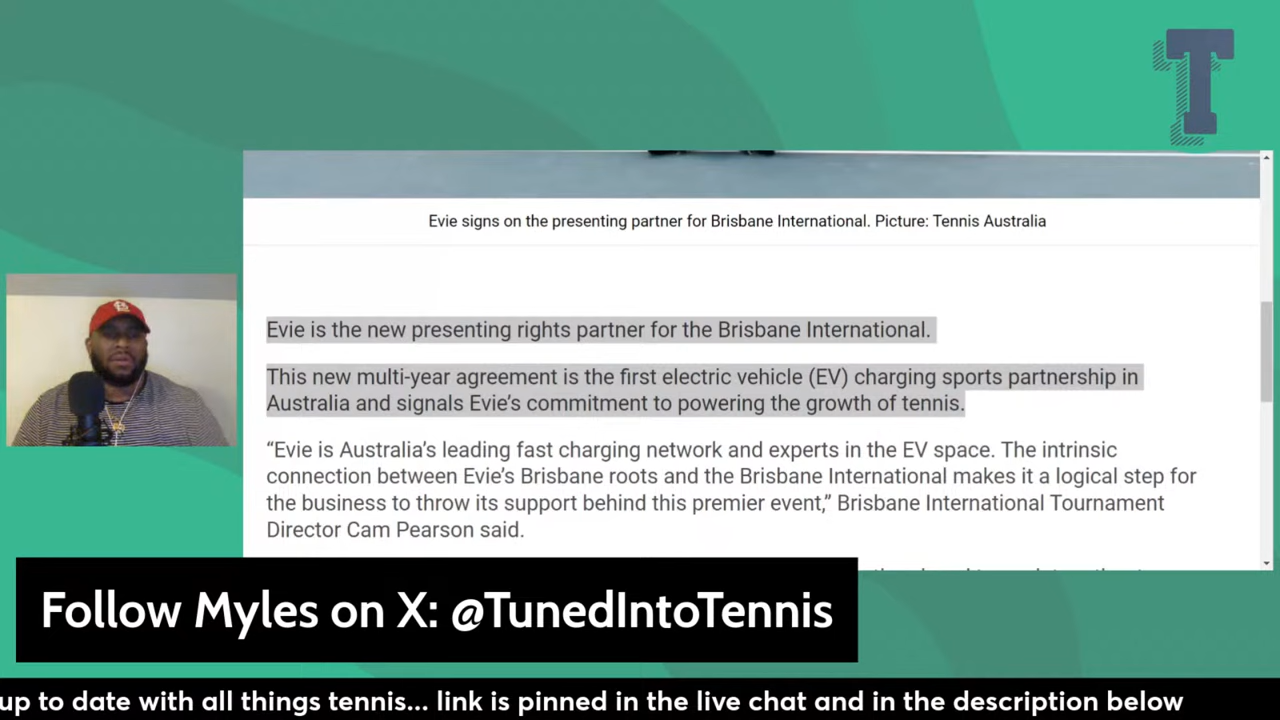 T
Evie signs on the presenting partner for Brisbane International. Picture: Tennis Australia
Evie is the new presenting rights partner for the Brisbane International.
This new multi-year agreement is the first electric vehicle (EV) charging sports partnership in
Australia and signals Evie’s commitment to powering the growth of tennis.
“Evie is Australia’s leading fast charging network and experts in the EV space. The intrinsic
connection between Evie’s Brisbane roots and the Brisbane International makes it a logical step for
the business to throw its support behind this premier event,” Brisbane International Tournament
Director Cam Pearson said.
Follow Myles on X: @TunedIntoTennis
up to date with all things tennis... link is pinned in the live chat and in the description below